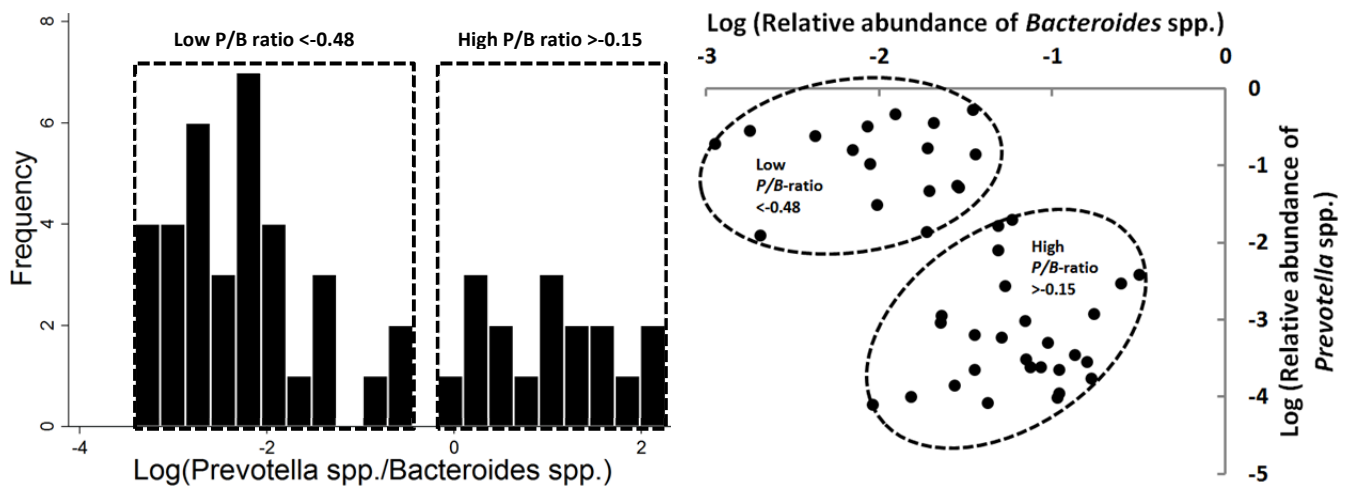 8
6
4
2
0
Frequency
Low P/B ratio <-0.48
High P/B ratio >-0.15
-4
-2
0
2
Log(Prevotella spp./Bacteroides spp.)
Log (Relative abundance of Bacteroides spp.)
-3
-2
-1
0
0
-1
-2
-3
-4
-5
Low
P/B-ratio
<-0.48
High
P/B-ratio
>-0.15
Log (Relative abundance of
Prevotella spp.)